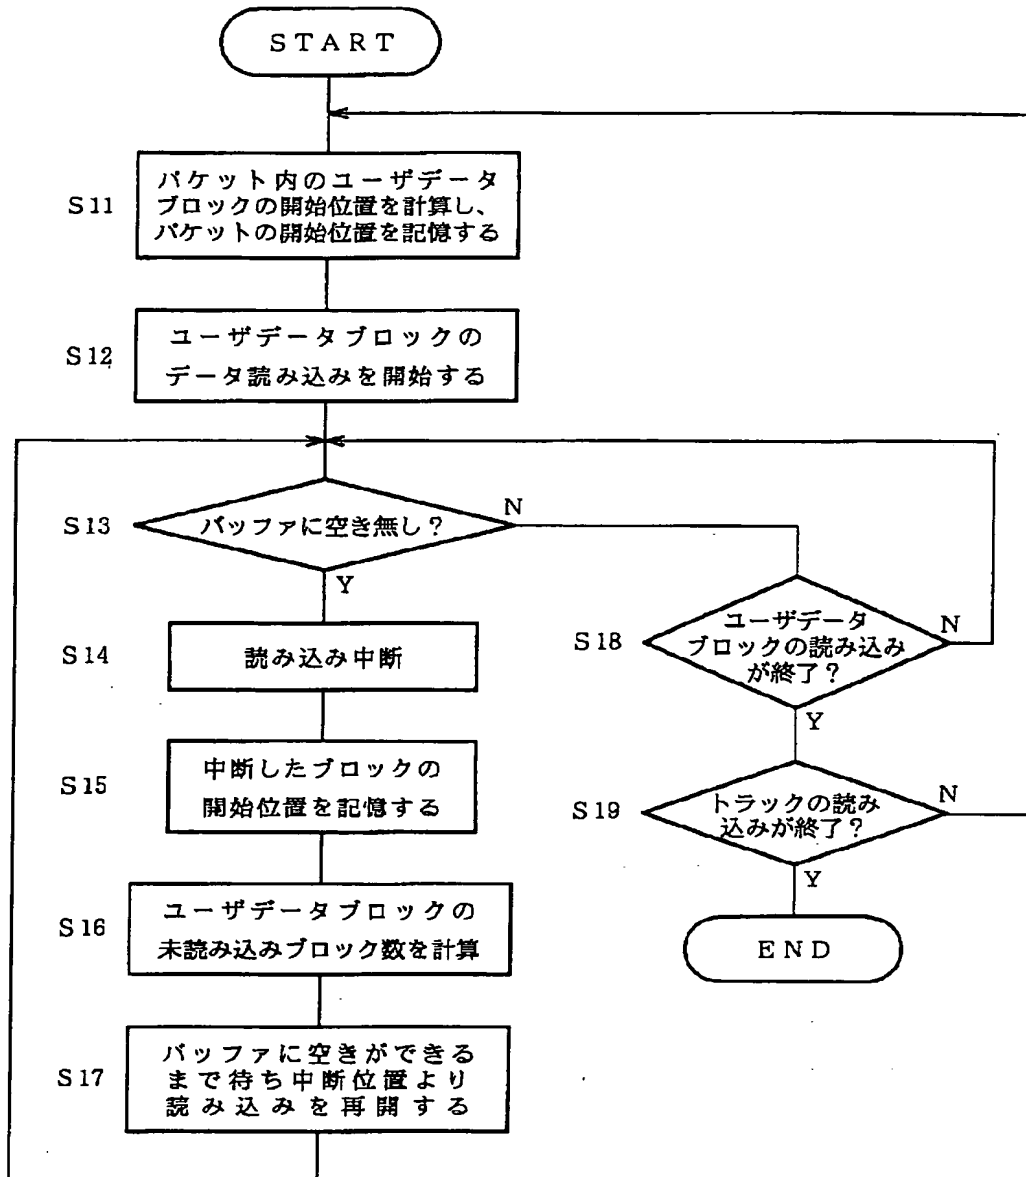 START
S11
パケット内のユーザデータ
ブロックの開始位置を計算し、
パケットの開始位置を記憶する
S12
ユーザデータブロックの
データ読み込みを開始する
S13
バッファに空き無し？
N
Y
S14
読み込み中断
S15
中断したブロックの
開始位置を記憶する
S16
ユーザデータブロックの
未読み込みブロック数を計算
S17
バッファに空きができる
まで待ち中断位置より
読み込みを再開する
S18
ユーザデータ
ブロックの読み込み
が終了？
N
Y
S19
トラックの読み
込みが終了？
N
Y
END